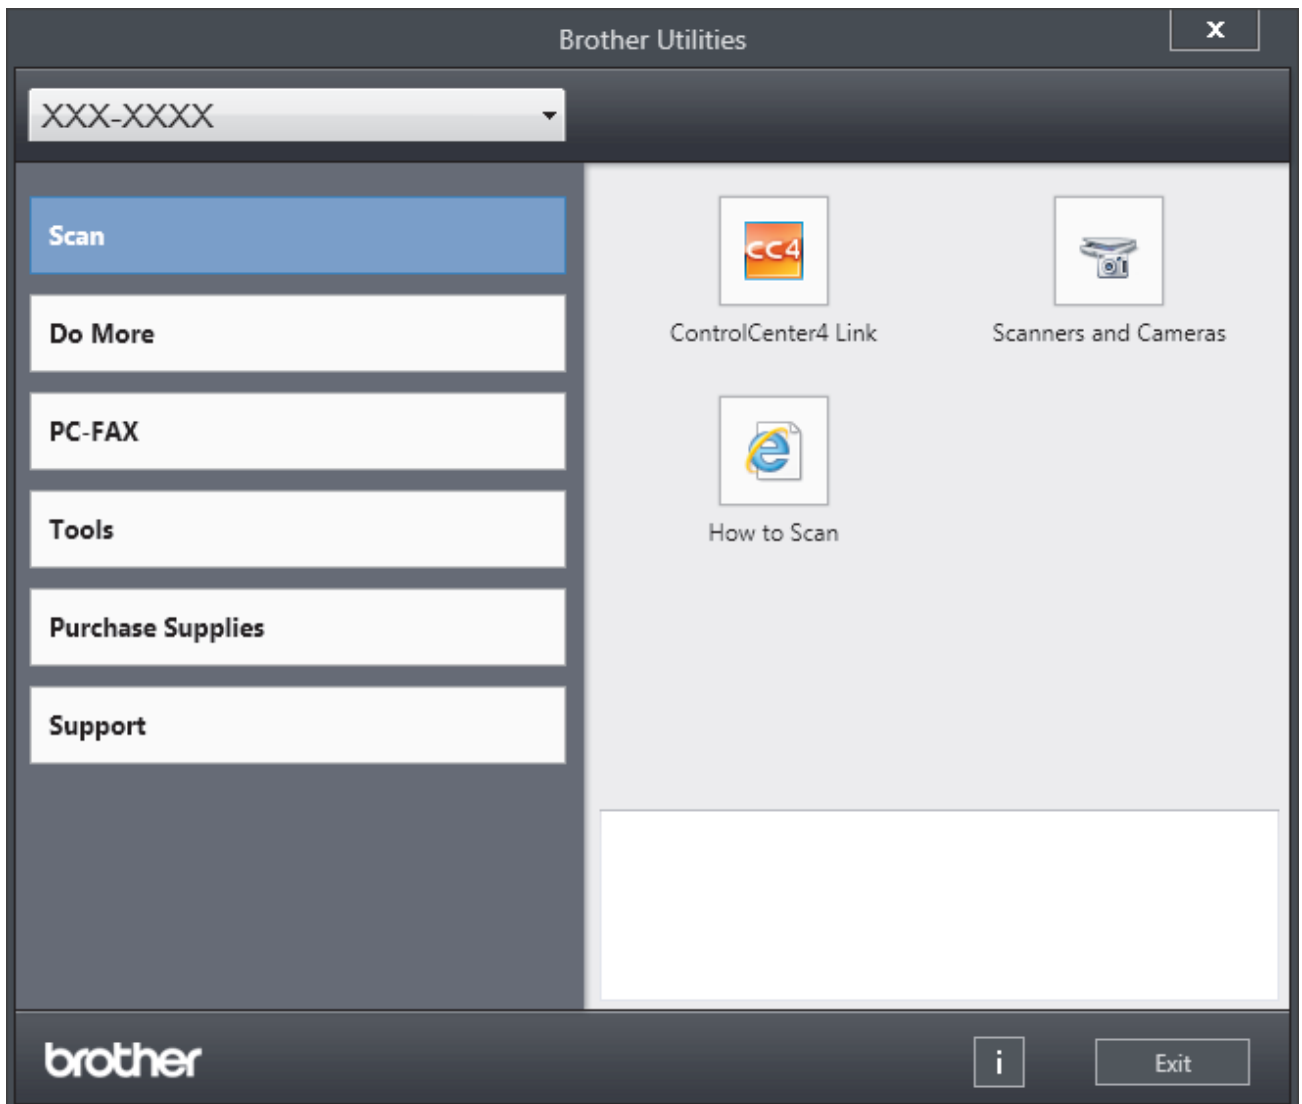 Brother Utilities
x
XXX-XXXX
Scan
Do More
PC-FAX
Tools
Purchase Supplies
Support
CC4
ControlCenter4 Link
Scanners and Cameras
How to Scan
brother
i
Exit